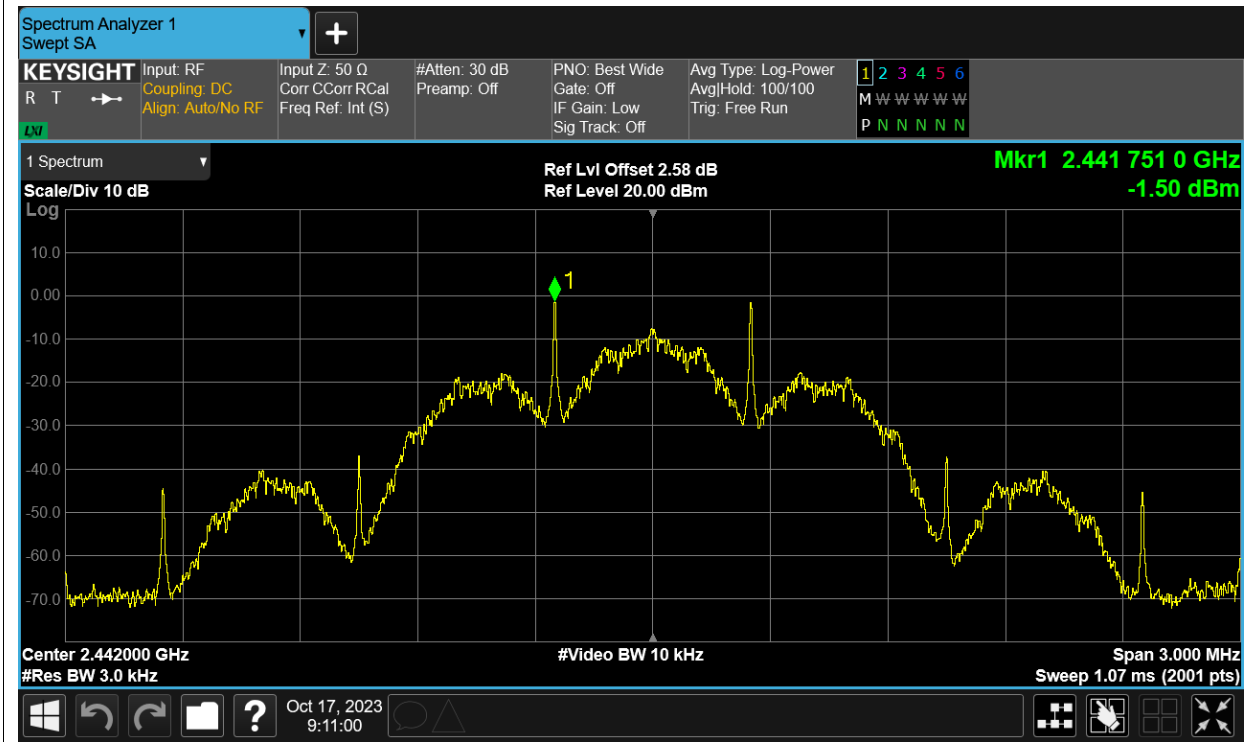 Spectrum Analyzer 1
Swept SA
KEYSIGHT
R T
LXI
Input: RF
Coupling: DC
Align: Auto/No RF
Input Z: 50 Ω
Corr CCorr RCal
Freq Ref: Int (S)
#Atten: 30 dB
Preamp: Off
PNO: Best Wide
Gate: Off
IF Gain: Low
Sig Track: Off
Avg Type: Log-Power
Avg|Hold: 100/100
Trig: Free Run
1 2 3 4 5 6
M W W W W W W
P N N N N N N
1 Spectrum
Scale/Div 10 dB
Log
Ref Lvl Offset 2.58 dB
Ref Level 20.00 dBm
Mkr1 2.441 751 0 GHz
-1.50 dBm
1
10.0
0.00
-10.0
-20.0
-30.0
-40.0
-50.0
-60.0
-70.0
Center 2.442000 GHz
#Res BW 3.0 kHz
#Video BW 10 kHz
Span 3.000 MHz
Sweep 1.07 ms (2001 pts)
?
Oct 17, 2023
9:11:00